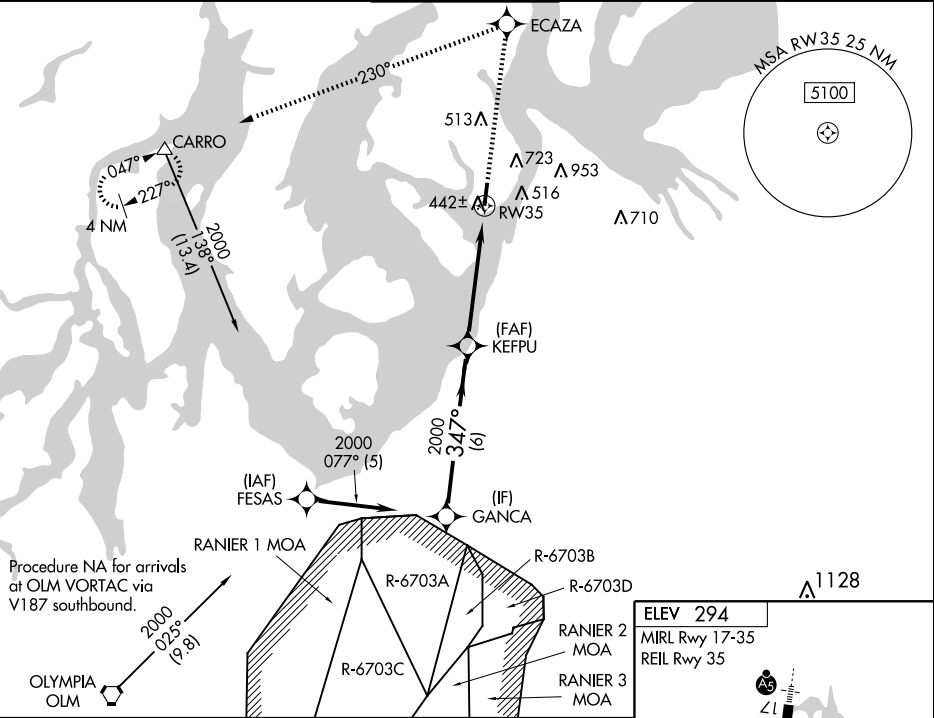 ECAZA
230°
MSA RW35 25 NM
5100
513
CARRO
723
953
047°
227°
516
442±
RW35
710
4 NM
2000
138°
(13.4)
(FAF)
KEFPU
2000
347°
(6)
2000
077° (5)
(IAF)
FESAS
(IF)
GANCA
RANIER 1 MOA
R-6703B
Procedure NA for arrivals
at OLM VORTAC via
V187 southbound.
R-6703A
R-6703D
1128
2000
025°
(9.8)
ELEV 294
MIRL Rwy 17-35
REIL Rwy 35
RANIER 2
MOA
R-6703C
OLYMPIA
OLM
RANIER 3
MOA
A5
17